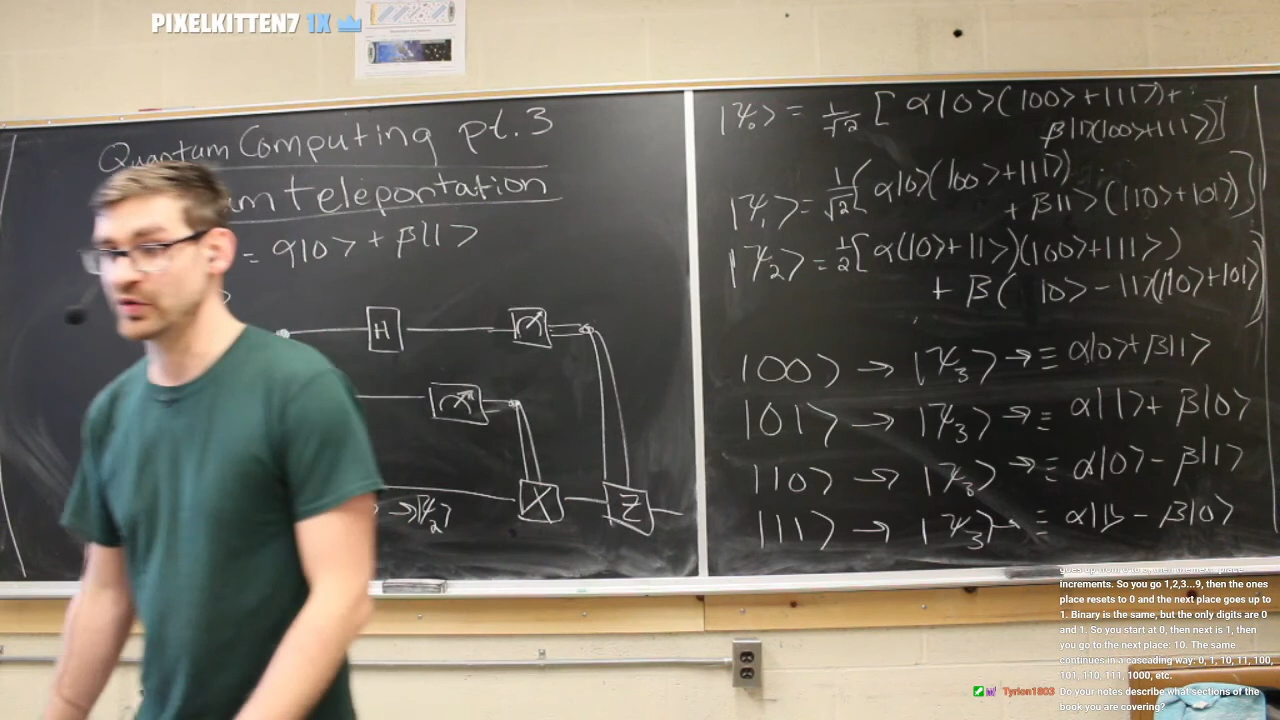 PIXELKITTEN7 1X
Quantum Computing pt.3
um teleportation
= α|0> + β|1>
H
X
Z
→|ψ₂>
|ψ₀> = 1/√2 [ α|0>(|00>+|11>)+
β|1>(|00>+|11>)]
|ψ₁> = 1/√2 [ α|0>(|00>+|11>)
+ β|1>(|10>+|01>)]
|ψ₂> = 1/2 [α(|0>+|1>)(|00>+|11>)
+ β(|0>-|1>)(|10>+|01>)]
|00> → |ψ₃> → ≡ α|0>+β|1>
|01> → |ψ₃> → ≡ α|1>+ β|0>
|10> → |ψ₃> → ≡ α|0> - β|1>
|11> → |ψ₃> → ≡ α|1> - β|0>
increments. So you go 1,2,3...9, then the ones
place resets to 0 and the next place goes up to
1. Binary is the same, but the only digits are 0
and 1. So you start at 0, then next is 1, then
you go to the next place: 10. The same
continues in a cascading way: 0, 1, 10, 11, 100,
101, 110, 111, 1000, etc.
Tyrion1803 Do your notes describe what sections of the
book you are covering?